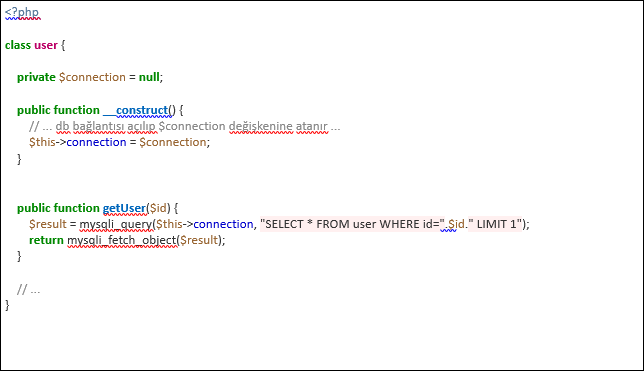 <?php
class user {
private $connection = null;
public function __construct() {
// ... db bağlantısı açılıp $connection değişkenine atanır ...
$this->connection = $connection;
}
public function getUser($id) {
$result = mysqli_query($this->connection, "SELECT * FROM user WHERE id=".$id." LIMIT 1");
return mysqli_fetch_object($result);
}
// ...
}